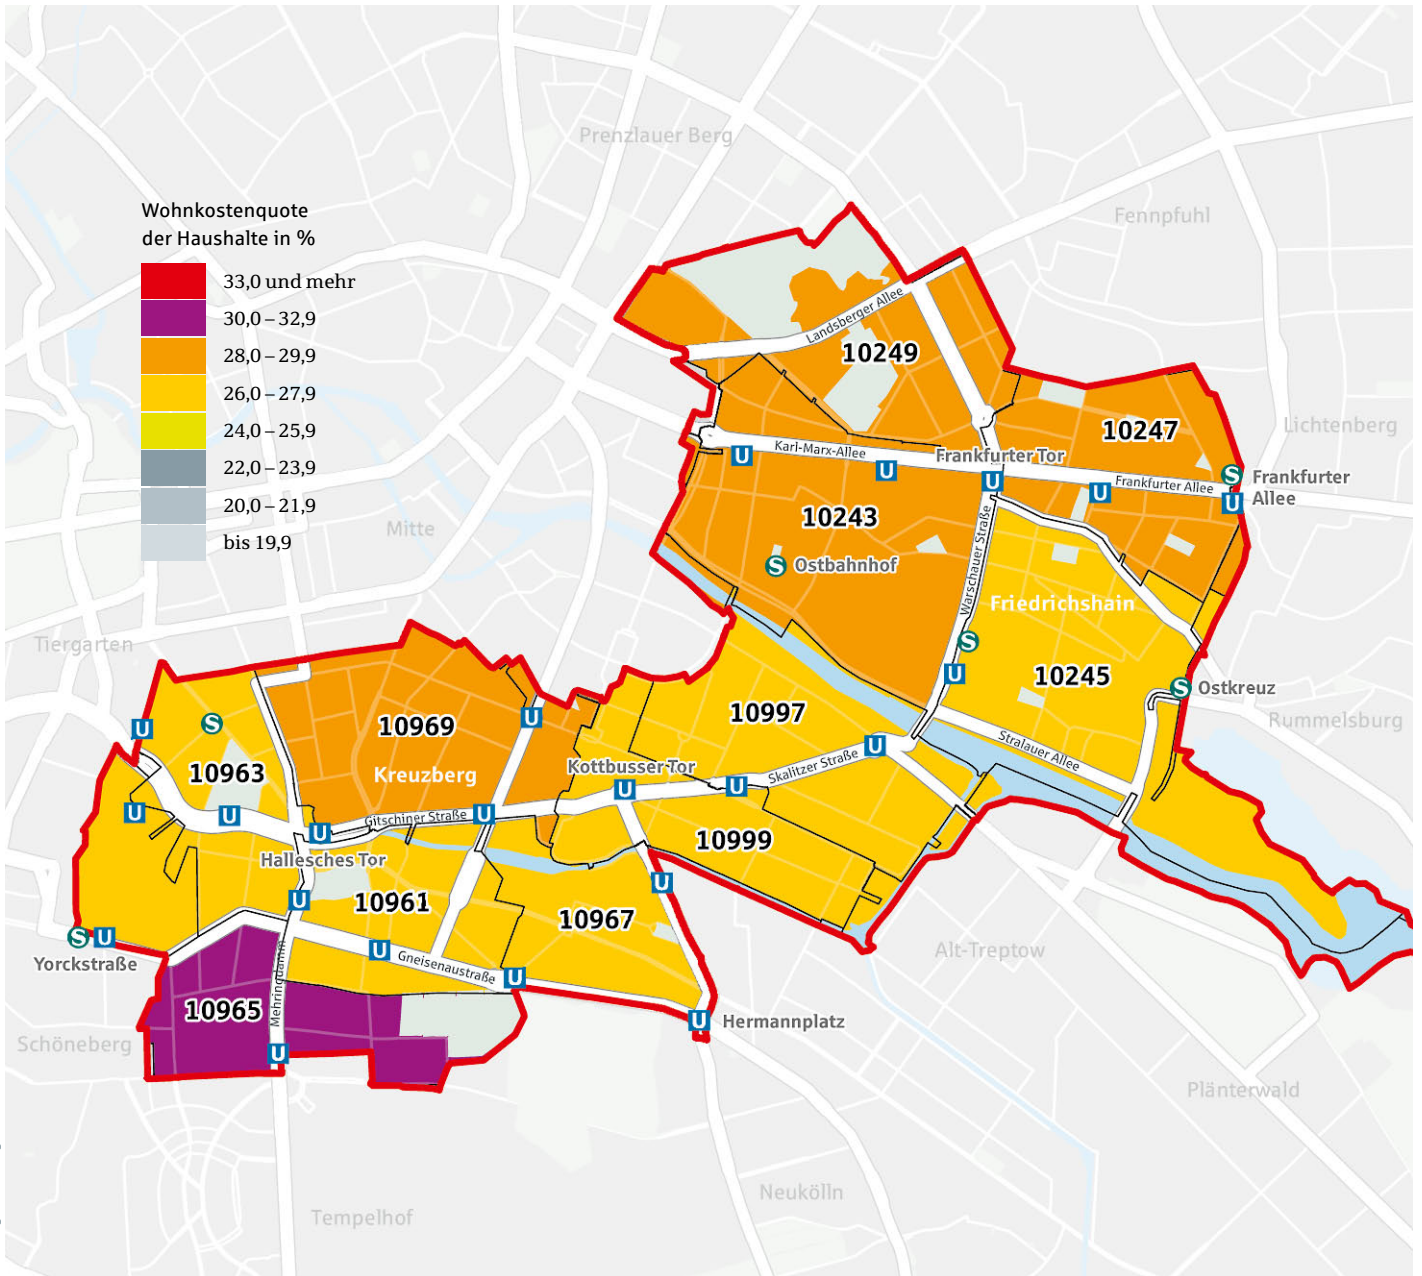 Prenzlauer Berg
Fennpfuhl
Wohnkostenquote
der Haushalte in %
33,0 und mehr
30,0 – 32,9
28,0 – 29,9
26,0 – 27,9
24,0 – 25,9
22,0 – 23,9
20,0 – 21,9
bis 19,9
Landsberger Allee
10249
10247
Lichtenberg
Karl-Marx-Allee
Frankfurter Tor
U
U
U
U
Frankfurter Allee
S
U
Frankfurter
Allee
10243
Mitte
S
Ostbahnhof
Warschauer Straße
Friedrichshain
Tiergarten
S
U
10245
S
Ostkreuz
Rummelsburg
10997
10969
U
U
S
10963
Kreuzberg
Stralauer Allee
Kottbusser Tor
U
Skalitzer Straße
U
U
U
U
Gitschiner Straße
U
U
10999
Hallesches Tor
U
10961
U
10967
S
U
Yorckstraße
U
Gneisenaustraße
U
Alt-Treptow
Mehringdamm
10965
U
Hermannplatz
Schöneberg
U
Plänterwald
Neukölln
Tempelhof